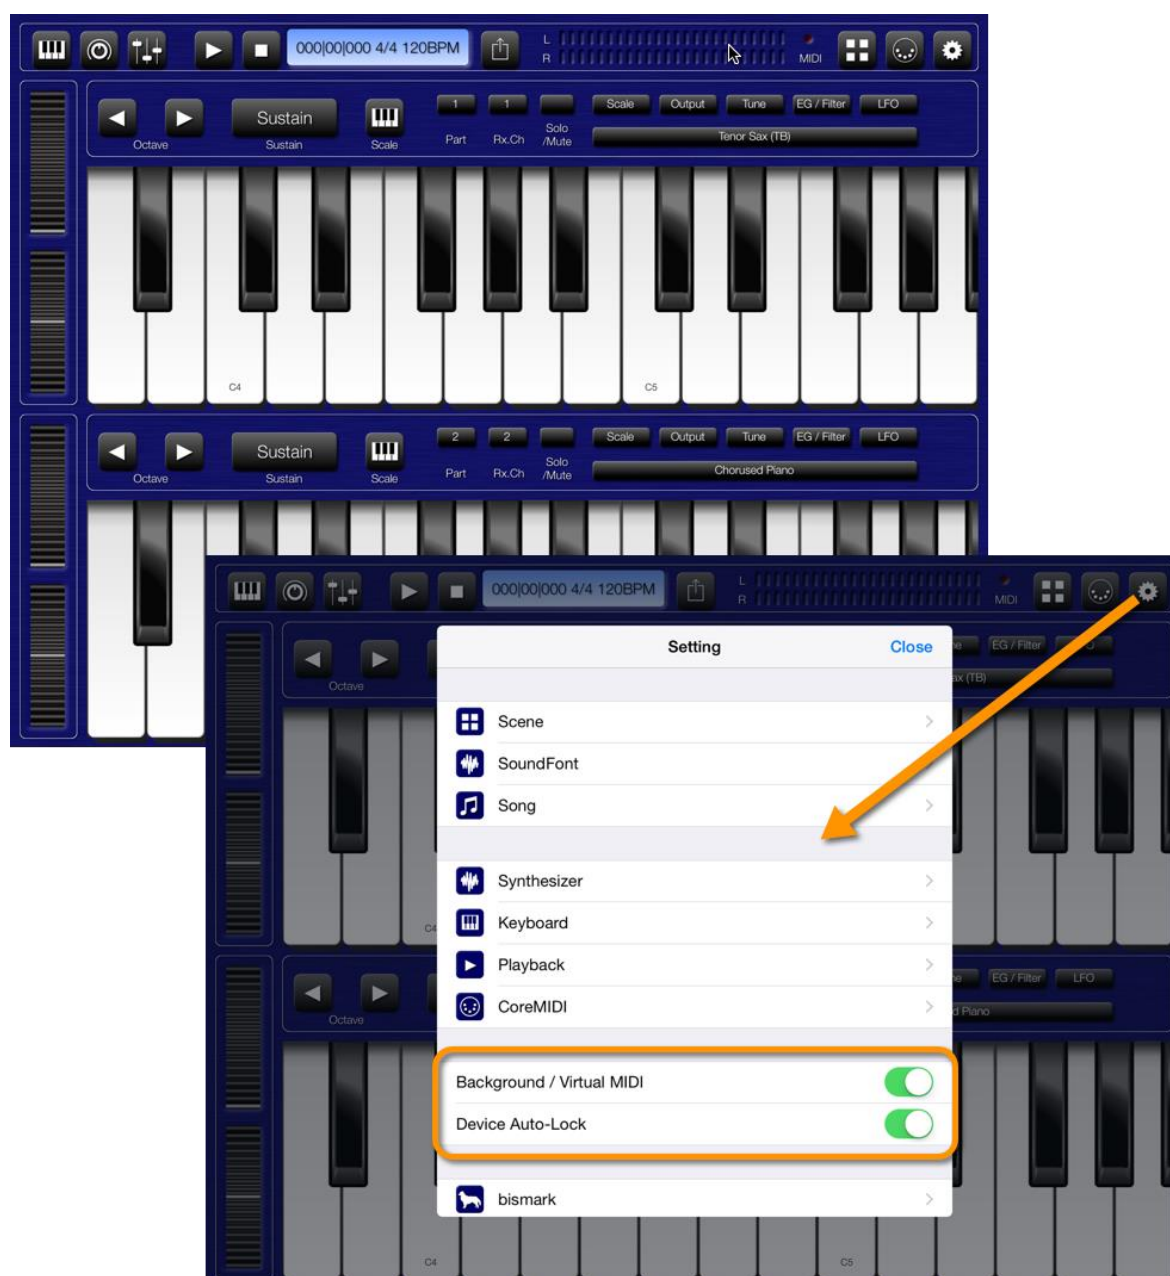 000|00|000 4/4 120BPM
L
R
MIDI
Sustain
1 1
Scale Output Tune EG / Filter LFO
Octave Sustain Scale Part Rx.Ch Solo /Mute
Tenor Sax (TB)
C4 C5
Sustain
2 2
Scale Output Tune EG / Filter LFO
Octave Sustain Scale Part Rx.Ch Solo /Mute
Chorused Piano
000|00|000 4/4 120BPM
L
R
MIDI
Setting Close
EG / Filter
Octave
ax (TB)
Scene
SoundFont
Song
Synthesizer
C4
Keyboard
Playback
EG / Filter LFO
CoreMIDI
Octave
d Piano
Background / Virtual MIDI
Device Auto-Lock
bismark
C4 C5